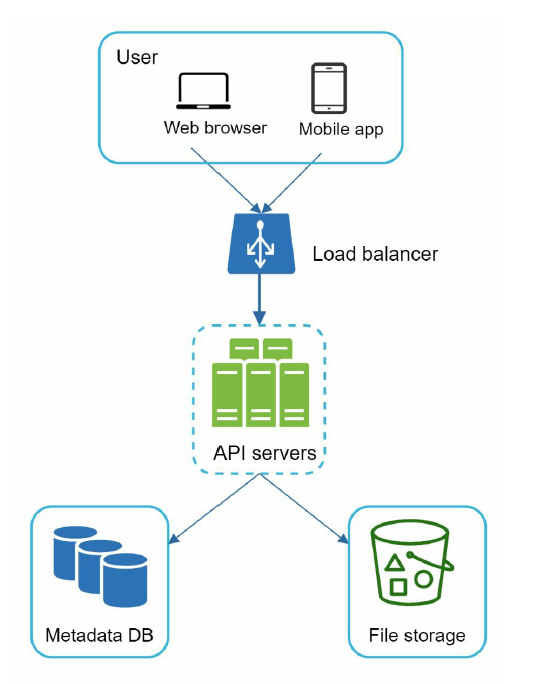 User
Web browser
Mobile app
Load balancer
API servers
Metadata DB
File storage